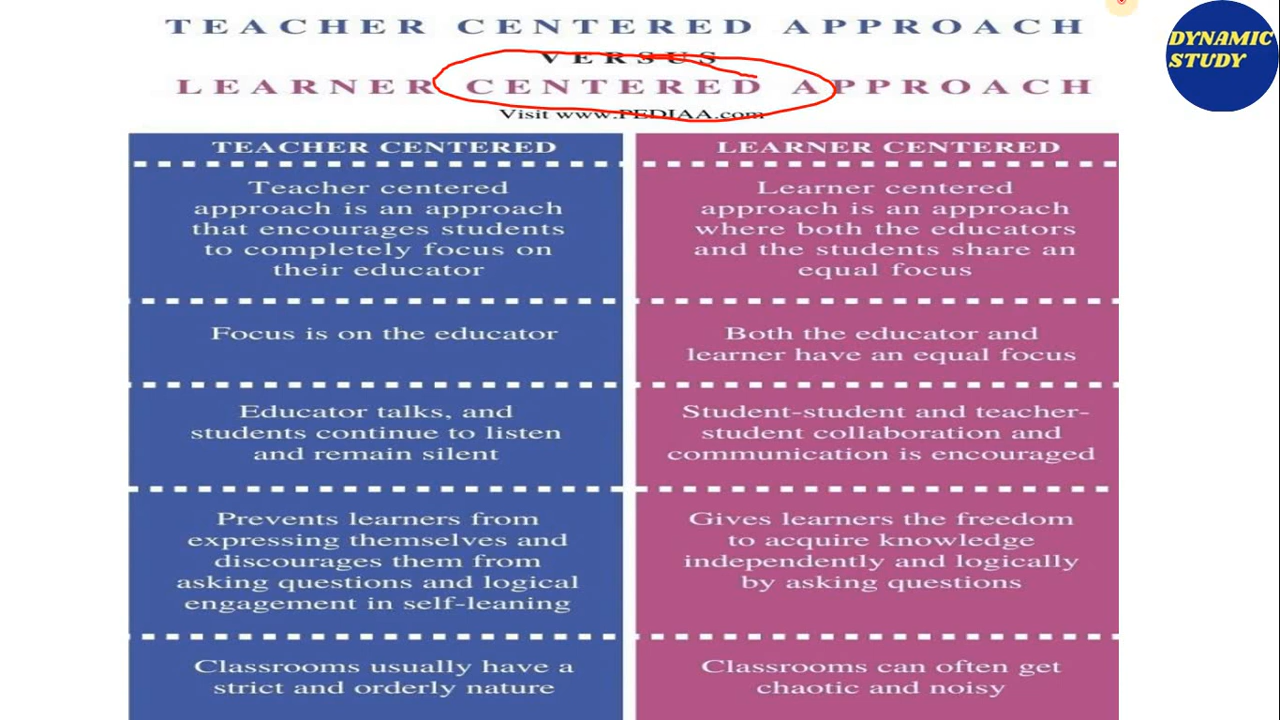 TEACHER CENTERED APPROACH
VERSUS
LEARNER CENTERED APPROACH
Visit www.PEDIAA.com
DYNAMIC
STUDY
TEACHER CENTERED
Teacher centered
approach is an approach
that encourages students
to completely focus on
their educator
Focus is on the educator
Educator talks, and
students continue to listen
and remain silent
Prevents learners from
expressing themselves and
discourages them from
asking questions and logical
engagement in self-leaning
Classrooms usually have a
strict and orderly nature
LEARNER CENTERED
Learner centered
approach is an approach
where both the educators
and the students share an
equal focus
Both the educator and
learner have an equal focus
Student-student and teacher-
student collaboration and
communication is encouraged
Gives learners the freedom
to acquire knowledge
independently and logically
by asking questions
Classrooms can often get
chaotic and noisy